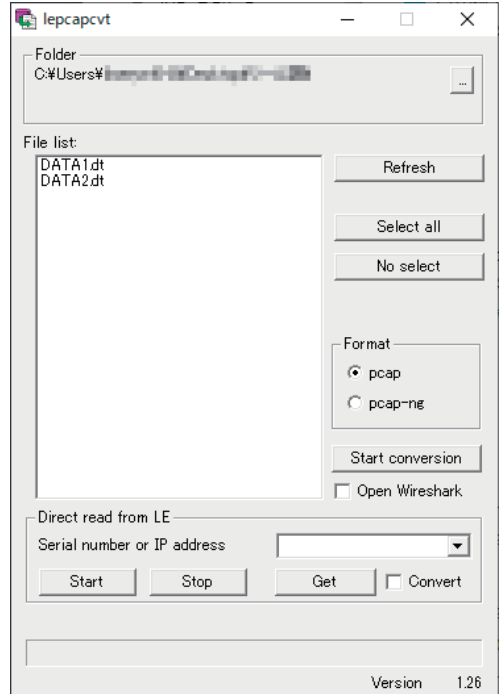 lepcapcvt
Folder
C:¥Users¥
...
File list:
DATA1.dt
DATA2.dt
Refresh
Select all
No select
Format
pcap
pcap-ng
Start conversion
Open Wireshark
Direct read from LE
Serial number or IP address
Start Stop Get Convert
Version 1.26